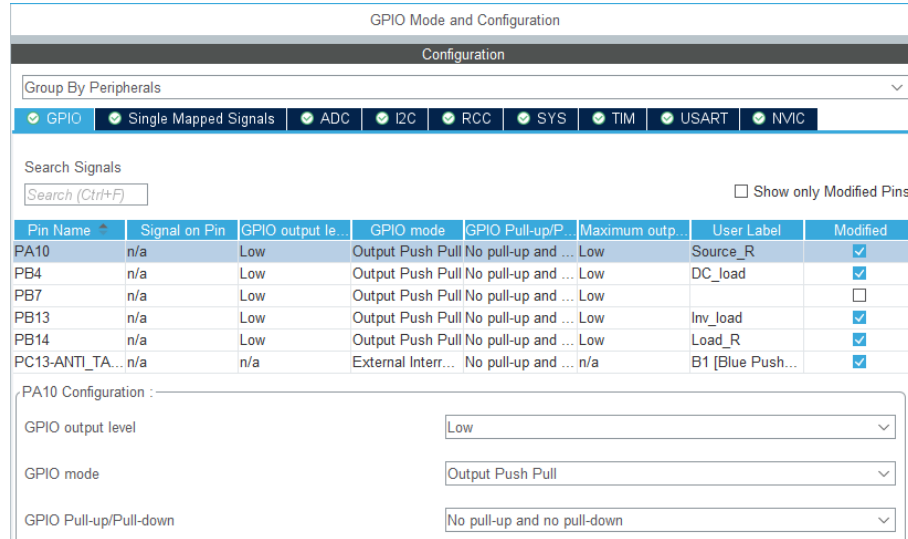 GPIO Mode and Configuration
Configuration
Group By Peripherals
GPIO Single Mapped Signals ADC I2C RCC SYS TIM USART NVIC
Search Signals
Search (Ctrl+F)
Show only Modified Pins
Pin Name Signal on Pin GPIO output le... GPIO mode GPIO Pull-up/P... Maximum outp... User Label Modified
PA10 n/a Low Output Push Pull No pull-up and ... Low Source_R
PB4 n/a Low Output Push Pull No pull-up and ... Low DC_load
PB7 n/a Low Output Push Pull No pull-up and ... Low
PB13 n/a Low Output Push Pull No pull-up and ... Low Inv_load
PB14 n/a Low Output Push Pull No pull-up and ... Low Load_R
PC13-ANTI_TA... n/a n/a External Interr... No pull-up and ... n/a B1 [Blue Push...
PA10 Configuration :
GPIO output level Low
GPIO mode Output Push Pull
GPIO Pull-up/Pull-down No pull-up and no pull-down